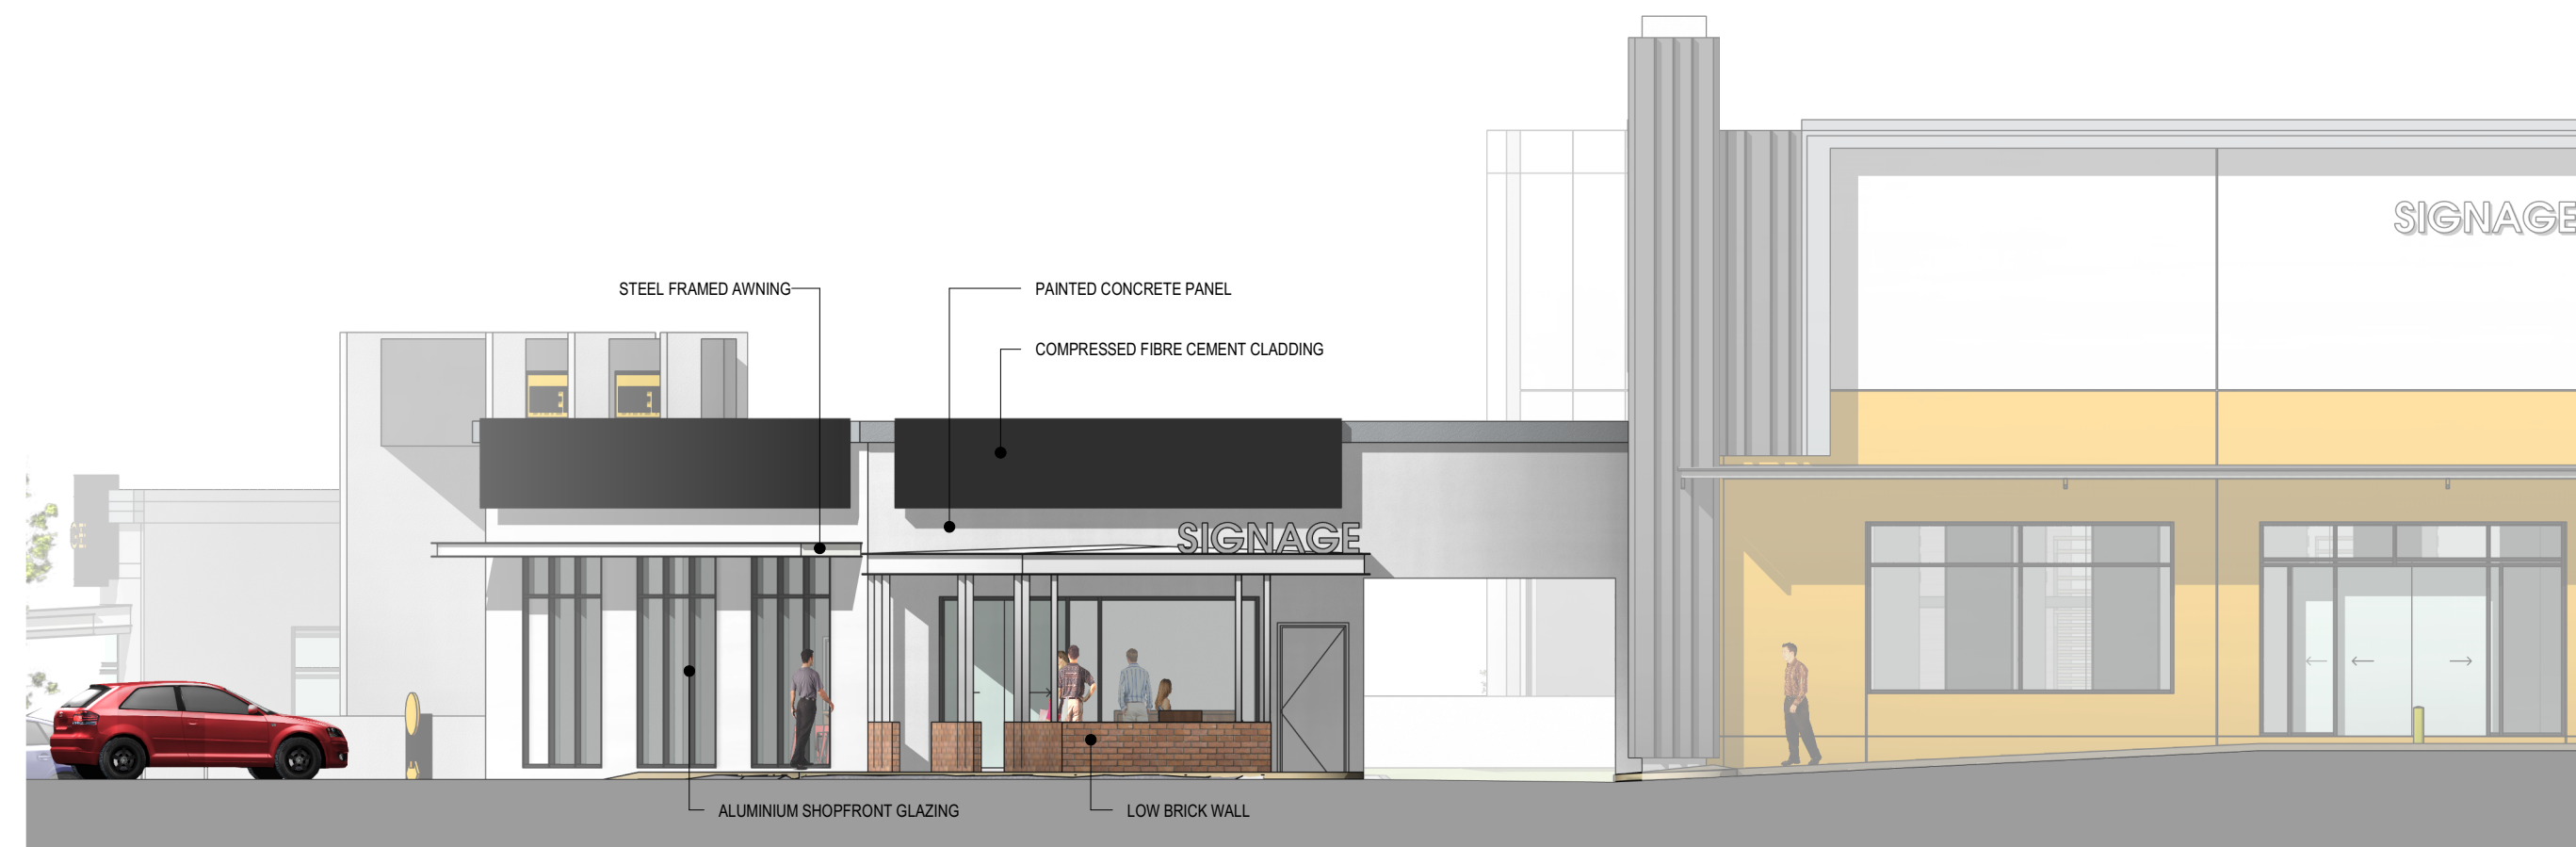 SIGNAGE
STEEL FRAMED AWNING
PAINTED CONCRETE PANEL
COMPRESSED FIBRE CEMENT CLADDING
SIGNAGE
ALUMINIUM SHOPFRONT GLAZING
LOW BRICK WALL